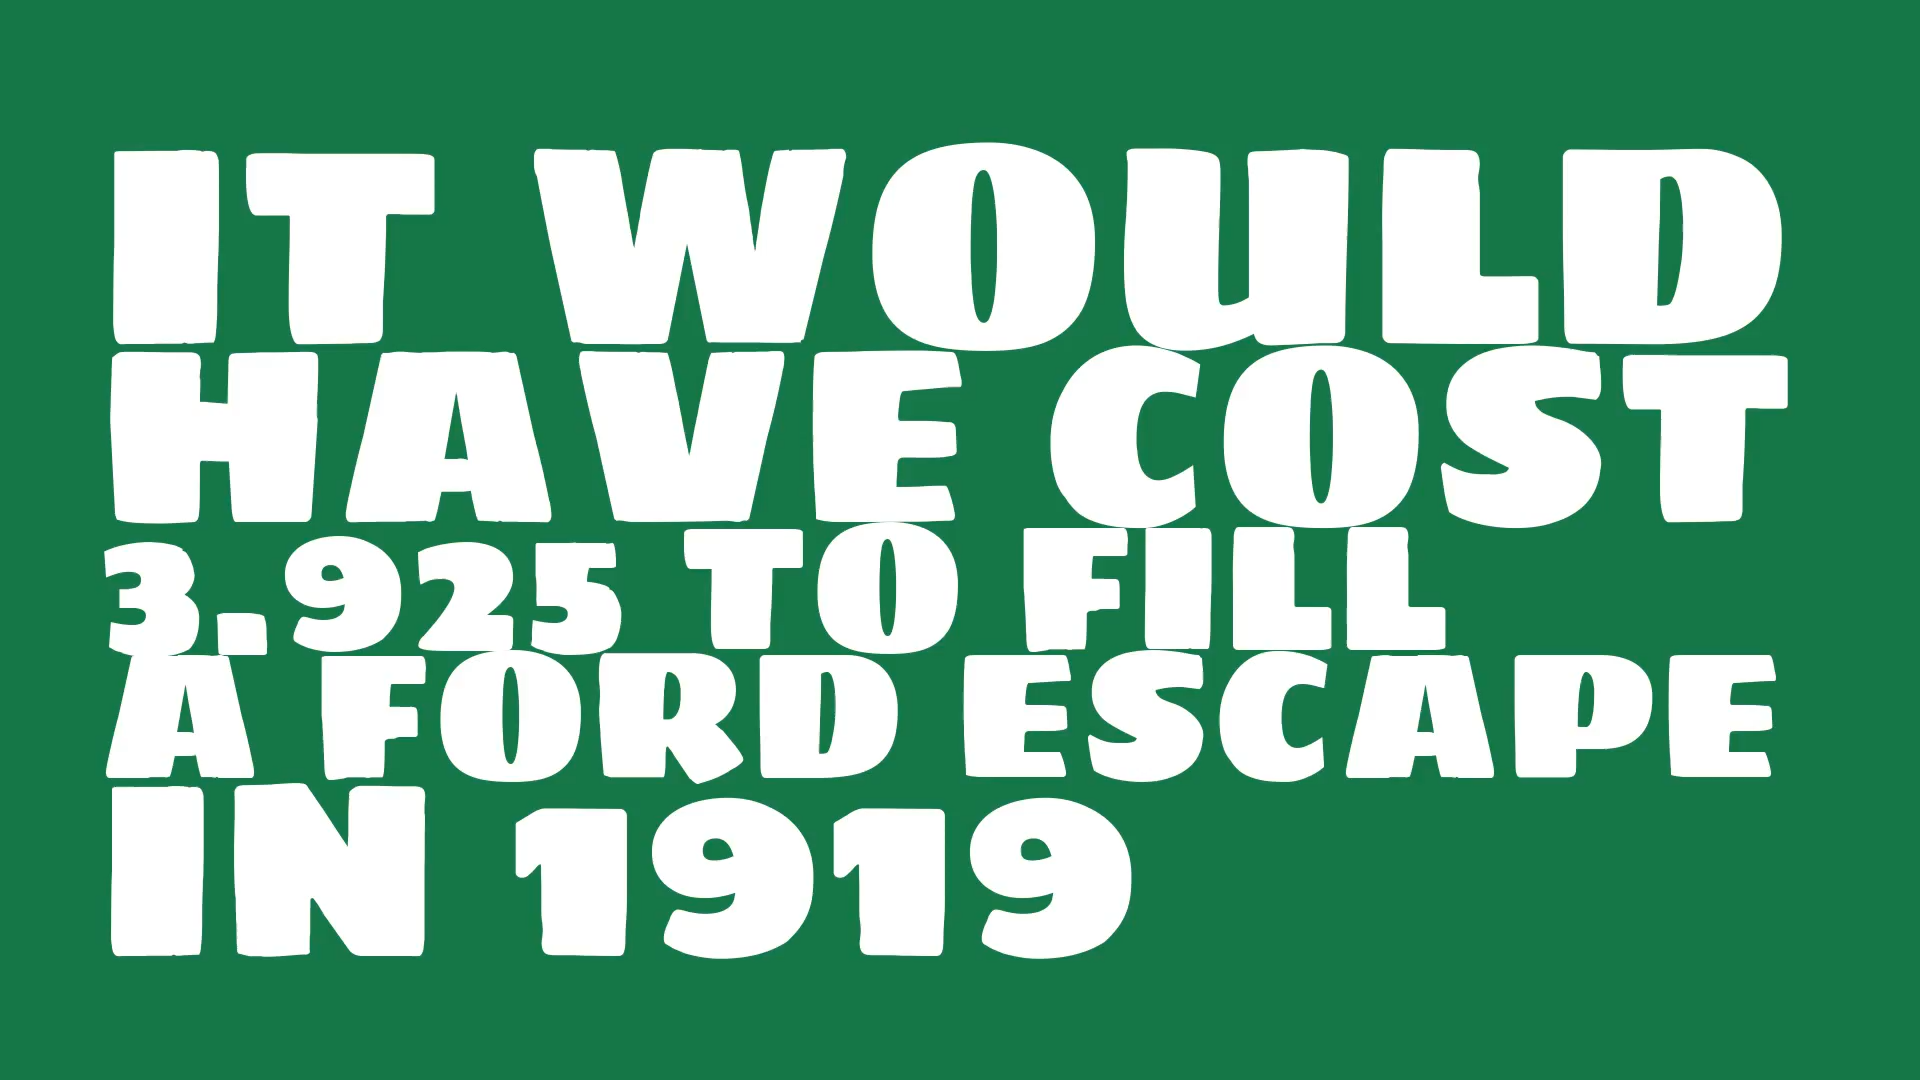 IT WOULD
HAVE COST
3.925 TO FILL
A FORD ESCAPE
IN 1919